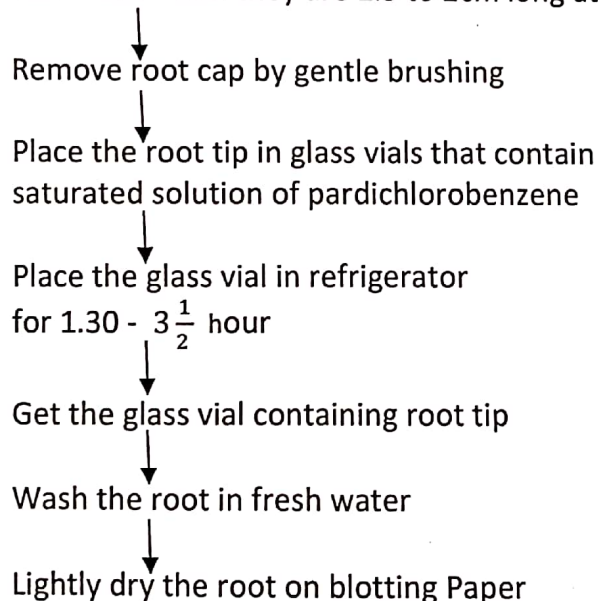 long at
Remove root cap by gentle brushing
Place the root tip in glass vials that contain
saturated solution of pardichlorobenzene
Place the glass vial in refrigerator
for 1.30 - 3 1/2 hour
Get the glass vial containing root tip
Wash the root in fresh water
Lightly dry the root on blotting Paper